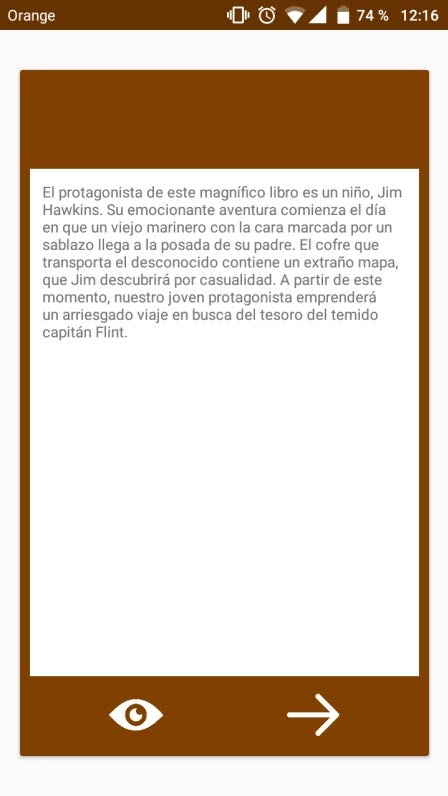 Orange
74 % 12:16
El protagonista de este magnífico libro es un niño, Jim
Hawkins. Su emocionante aventura comienza el día
en que un viejo marinero con la cara marcada por un
sablazo llega a la posada de su padre. El cofre que
transporta el desconocido contiene un extraño mapa,
que Jim descubrirá por casualidad. A partir de este
momento, nuestro joven protagonista emprenderá
un arriesgado viaje en busca del tesoro del temido
capitán Flint.